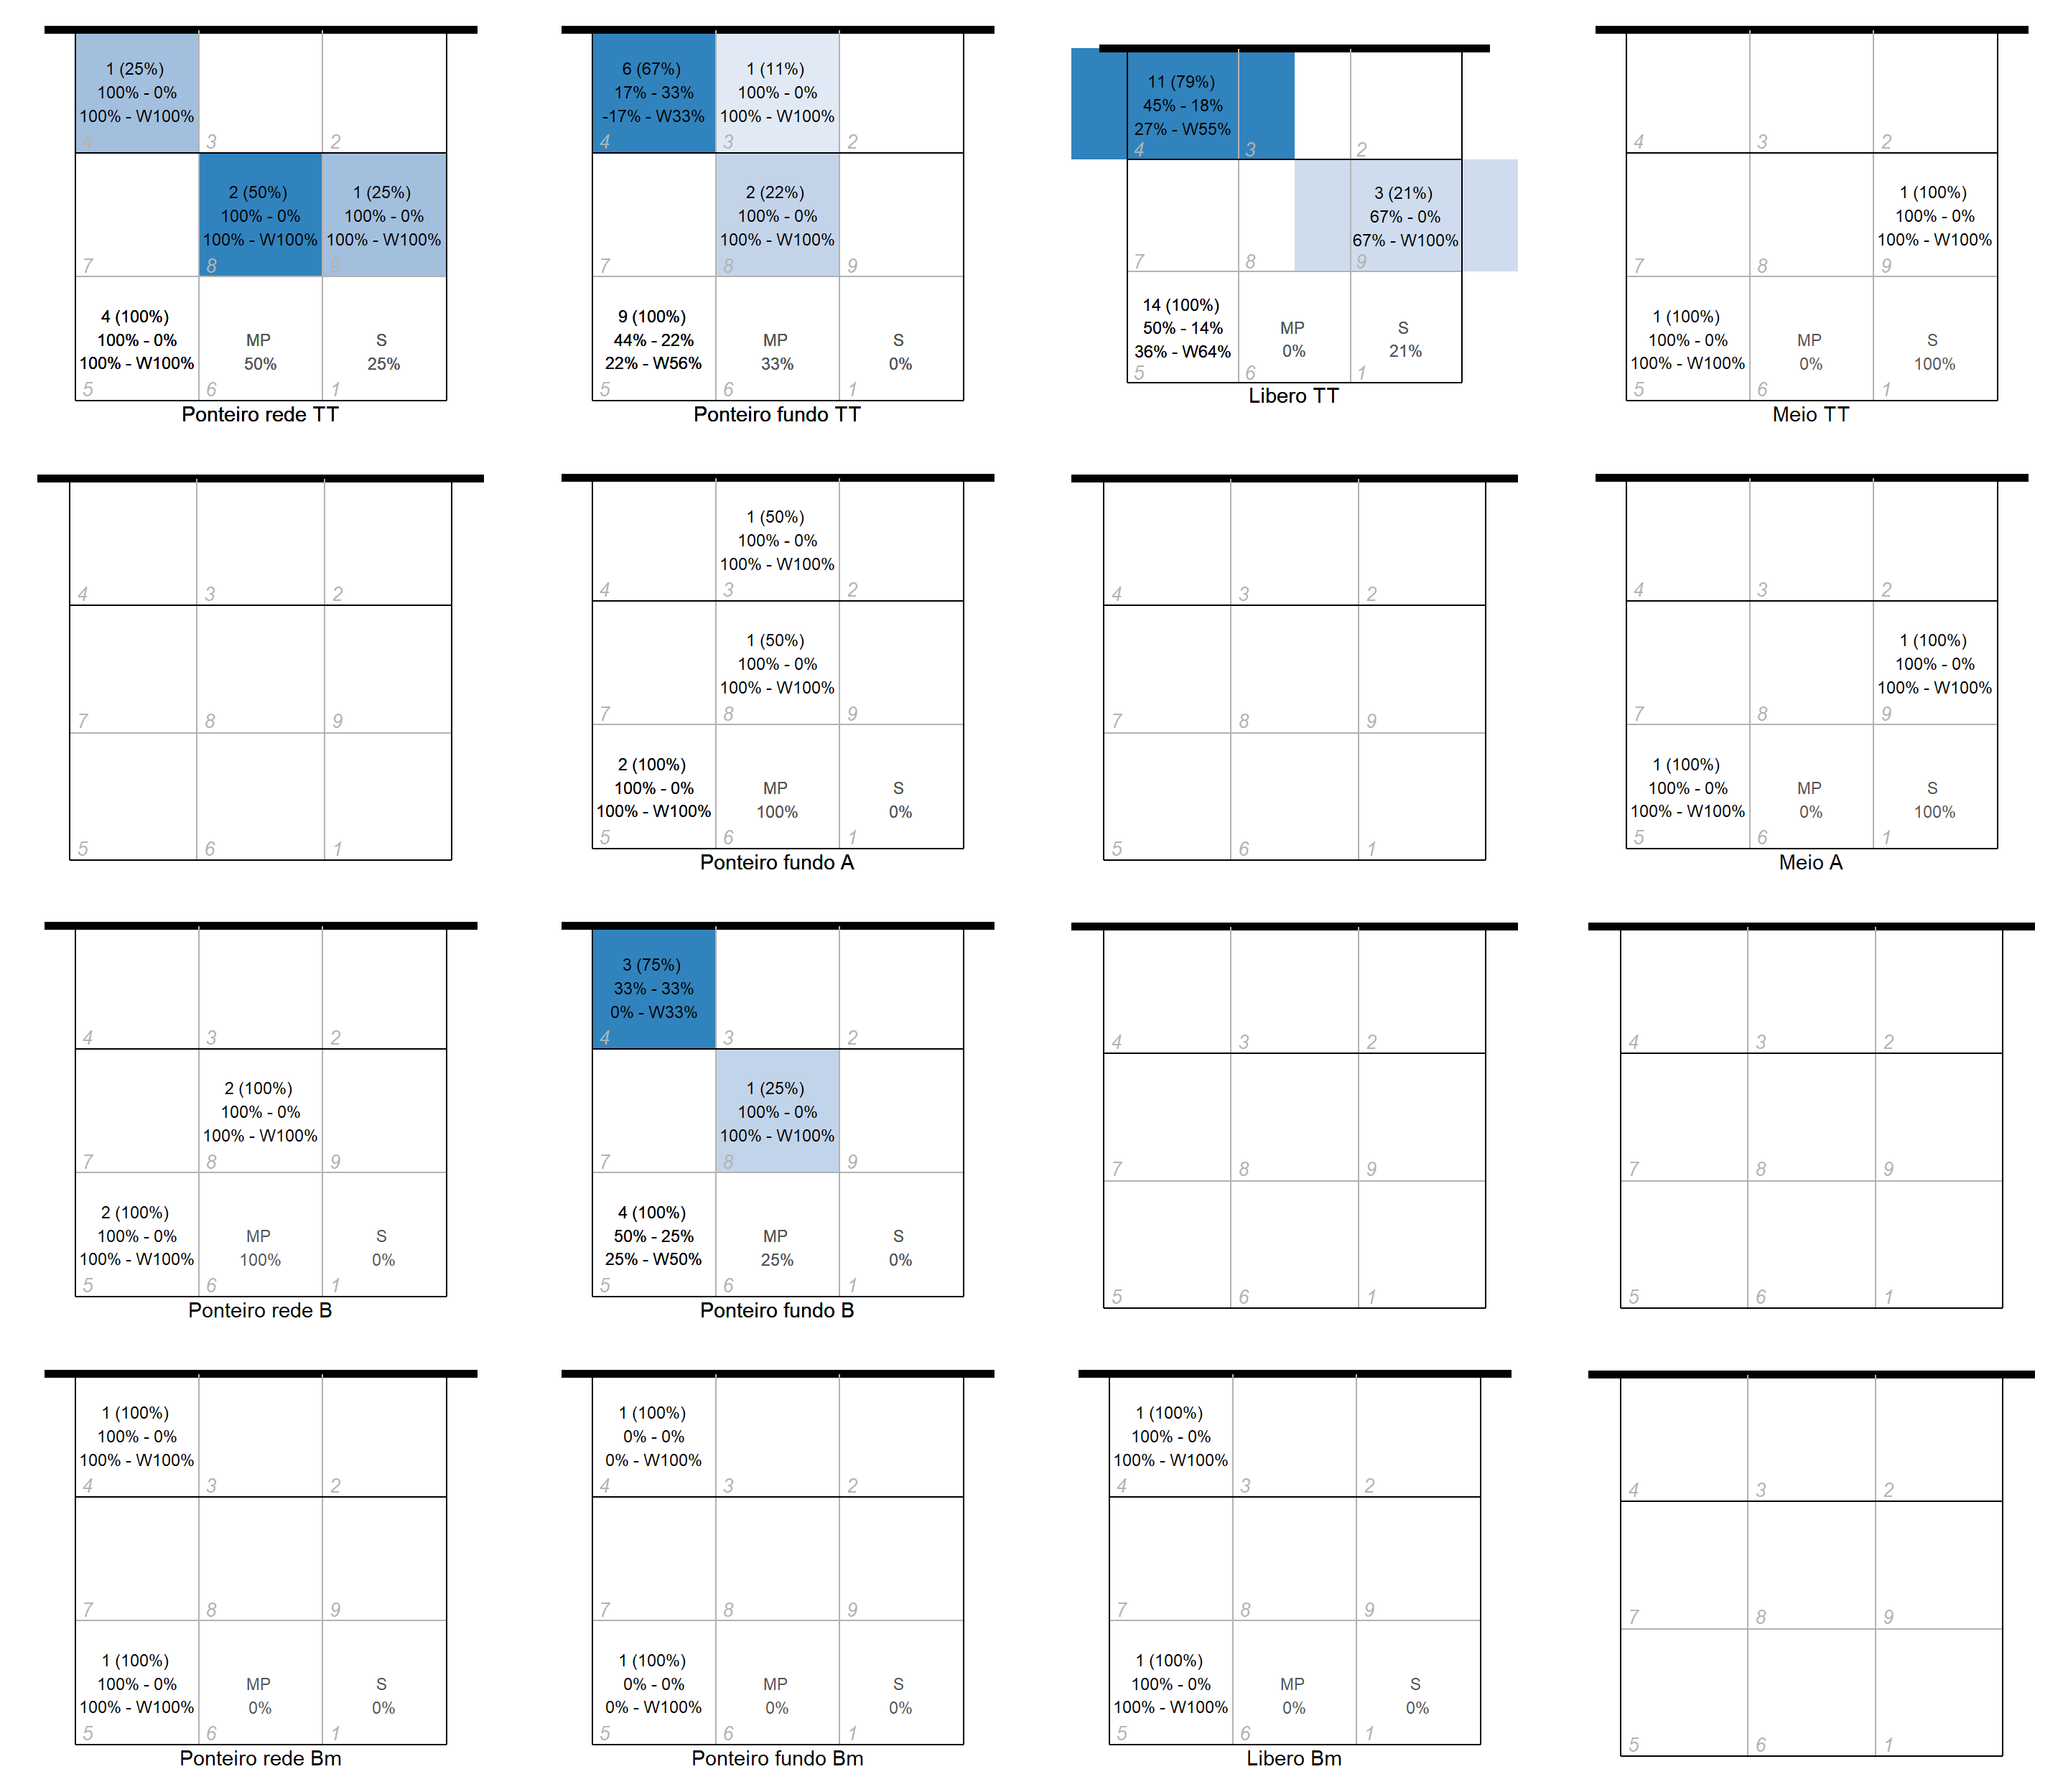 1 (25%)
100% - 0%
100% - W100%
4
3
2
2 (50%)
100% - 0%
100% - W100%
1 (25%)
100% - 0%
100% - W100%
7
8
9
4 (100%)
100% - 0%
100% - W100%
MP
50%
S
25%
5
6
1
Ponteiro rede TT
6 (67%)
17% - 33%
-17% - W33%
1 (11%)
100% - 0%
100% - W100%
4
3
2
2 (22%)
100% - 0%
100% - W100%
7
8
9
9 (100%)
44% - 22%
22% - W56%
MP
33%
S
0%
5
6
1
Ponteiro fundo TT
11 (79%)
45% - 18%
27% - W55%
4
3
2
3 (21%)
67% - 0%
67% - W100%
7
8
9
14 (100%)
50% - 14%
36% - W64%
MP
0%
S
21%
5
6
1
Libero TT
4
3
2
1 (100%)
100% - 0%
100% - W100%
7
8
9
1 (100%)
100% - 0%
100% - W100%
MP
0%
S
100%
5
6
1
Meio TT
4
3
2
7
8
9
5
6
1
1 (50%)
100% - 0%
100% - W100%
4
3
2
1 (50%)
100% - 0%
100% - W100%
7
8
9
2 (100%)
100% - 0%
100% - W100%
MP
100%
S
0%
5
6
1
Ponteiro fundo A
4
3
2
7
8
9
5
6
1
4
3
2
1 (100%)
100% - 0%
100% - W100%
7
8
9
1 (100%)
100% - 0%
100% - W100%
MP
0%
S
100%
5
6
1
Meio A
4
3
2
2 (100%)
100% - 0%
100% - W100%
7
8
9
2 (100%)
100% - 0%
100% - W100%
MP
100%
S
0%
5
6
1
Ponteiro rede B
3 (75%)
33% - 33%
0% - W33%
4
3
2
1 (25%)
100% - 0%
100% - W100%
7
8
9
4 (100%)
50% - 25%
25% - W50%
MP
25%
S
0%
5
6
1
Ponteiro fundo B
4
3
2
7
8
9
5
6
1
4
3
2
7
8
9
5
6
1
1 (100%)
100% - 0%
100% - W100%
4
3
2
7
8
9
1 (100%)
100% - 0%
100% - W100%
MP
0%
S
0%
5
6
1
Ponteiro rede Bm
1 (100%)
0% - 0%
0% - W100%
4
3
2
7
8
9
1 (100%)
0% - 0%
0% - W100%
MP
0%
S
0%
5
6
1
Ponteiro fundo Bm
1 (100%)
100% - 0%
100% - W100%
4
3
2
7
8
9
1 (100%)
100% - 0%
100% - W100%
MP
0%
S
0%
5
6
1
Libero Bm
4
3
2
7
8
9
5
6
1